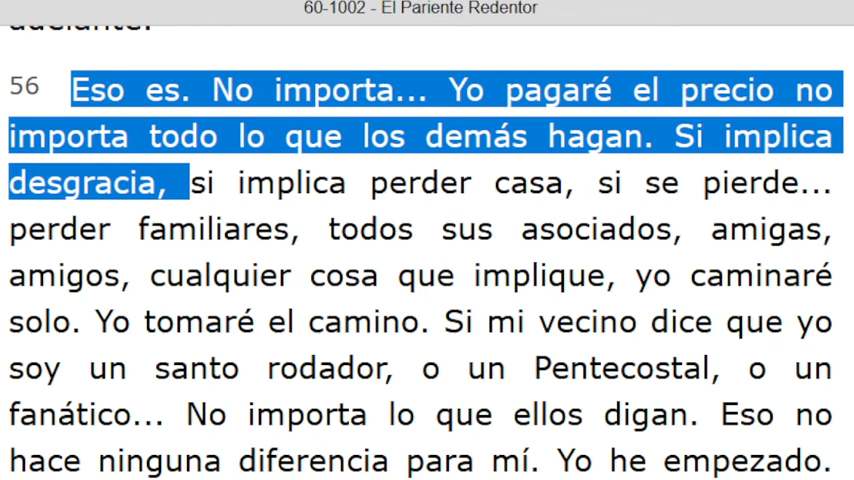 60-1002 - El Pariente Redentor
adelante.
56 Eso es. No importa... Yo pagaré el precio no
importa todo lo que los demás hagan. Si implica
desgracia, si implica perder casa, si se pierde...
perder familiares, todos sus asociados, amigas,
amigos, cualquier cosa que implique, yo caminaré
solo. Yo tomaré el camino. Si mi vecino dice que yo
soy un santo rodador, o un Pentecostal, o un
fanático... No importa lo que ellos digan. Eso no
hace ninguna diferencia para mí. Yo he empezado.